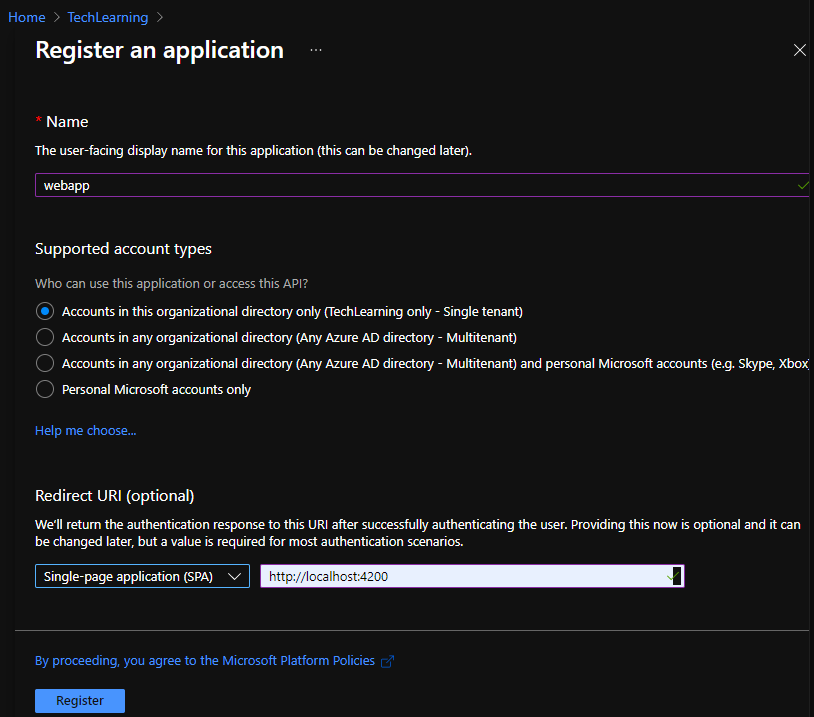 Home > TechLearning >
Register an application ...
* Name
The user-facing display name for this application (this can be changed later).
webapp
Supported account types
Who can use this application or access this API?
Accounts in this organizational directory only (TechLearning only - Single tenant)
Accounts in any organizational directory (Any Azure AD directory - Multitenant)
Accounts in any organizational directory (Any Azure AD directory - Multitenant) and personal Microsoft accounts (e.g. Skype, Xbox)
Personal Microsoft accounts only
Help me choose...
Redirect URI (optional)
We'll return the authentication response to this URI after successfully authenticating the user. Providing this now is optional and it can
be changed later, but a value is required for most authentication scenarios.
Single-page application (SPA) http://localhost:4200
By proceeding, you agree to the Microsoft Platform Policies
Register